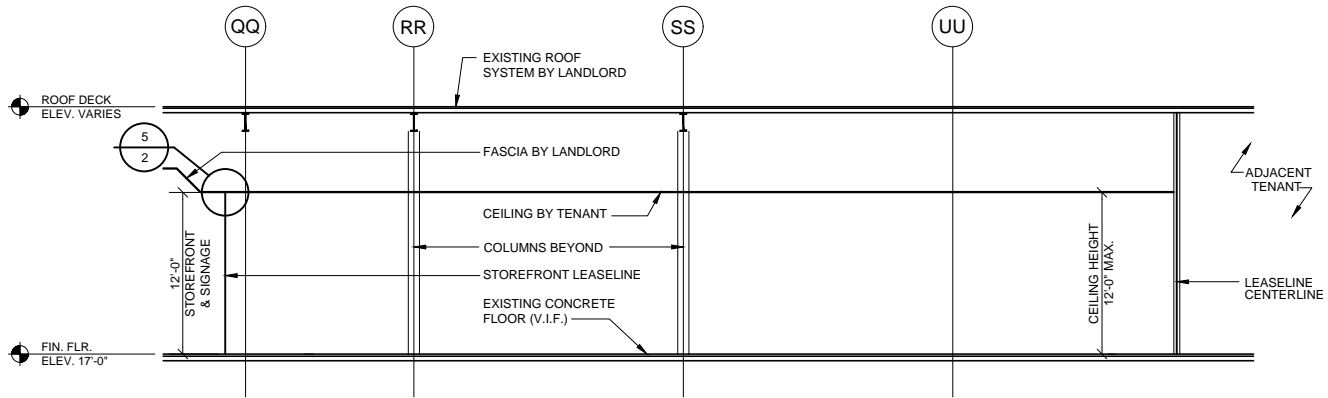 QQ
RR
SS
UU
EXISTING ROOF
SYSTEM BY LANDLORD
ROOF DECK
ELEV. VARIES
5
2
FASCIA BY LANDLORD
ADJACENT
TENANT
CEILING BY TENANT
12'-0"
STOREFRONT
& SIGNAGE
COLUMNS BEYOND
CEILING HEIGHT
12'-0" MAX.
STOREFRONT LEASELINE
LEASELINE
CENTERLINE
EXISTING CONCRETE
FLOOR (V.I.F.)
FIN. FLR.
ELEV. 17'-0"